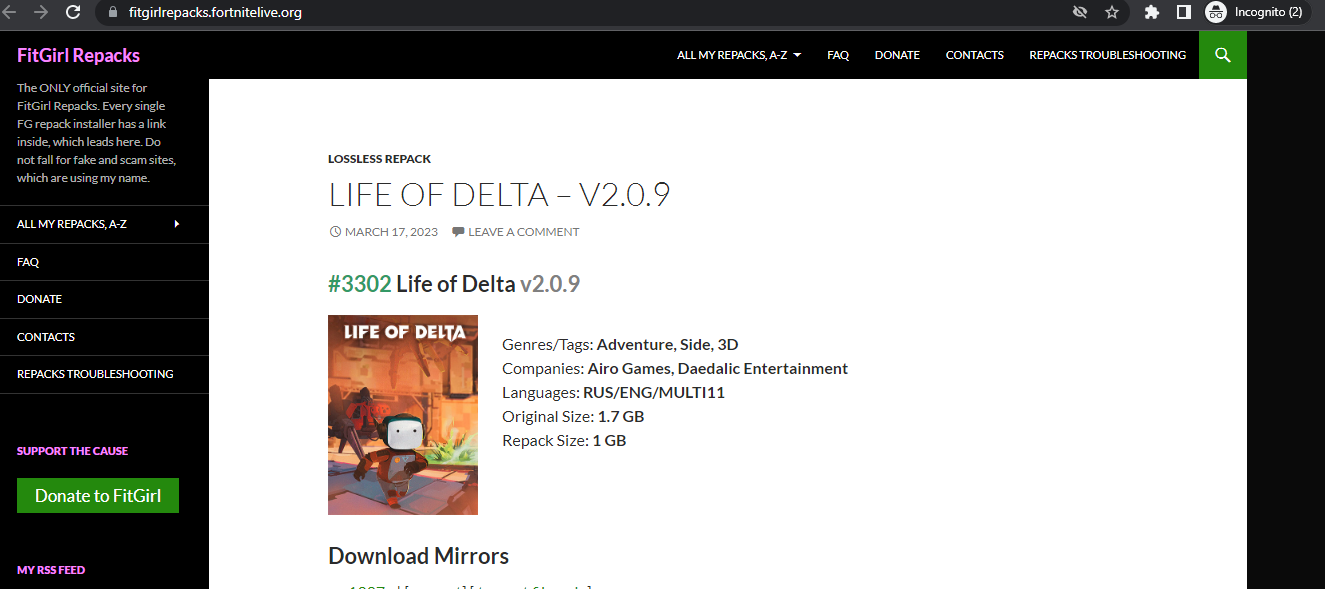 fitgirlrepacks.fortnitelive.org
Incognito (2)
FitGirl Repacks
ALL MY REPACKS, A-Z
FAQ
DONATE
CONTACTS
REPACKS TROUBLESHOOTING
The ONLY official site for
FitGirl Repacks. Every single
FG repack installer has a link
inside, which leads here. Do
not fall for fake and scam sites,
which are using my name.
ALL MY REPACKS, A-Z
FAQ
DONATE
CONTACTS
REPACKS TROUBLESHOOTING
SUPPORT THE CAUSE
Donate to FitGirl
MY RSS FEED
LOSSLESS REPACK
LIFE OF DELTA – V2.0.9
MARCH 17, 2023
LEAVE A COMMENT
#3302 Life of Delta v2.0.9
LIFE OF DELTA
Genres/Tags: Adventure, Side, 3D
Companies: Airo Games, Daedalic Entertainment
Languages: RUS/ENG/MULTI11
Original Size: 1.7 GB
Repack Size: 1 GB
Download Mirrors